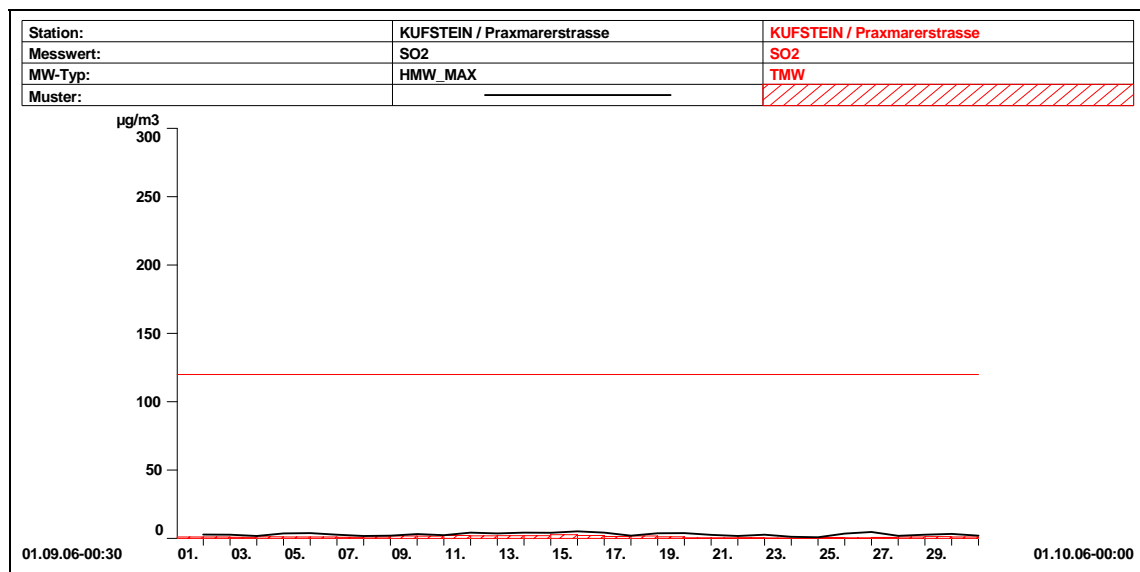 Station: KUFSTEIN / Praxmarerstrasse KUFSTEIN / Praxmarerstrasse
Messwert: SO2 SO2
MW-Typ: HMW_MAX TMW
Muster:
µg/m3
300
250
200
150
100
50
0
01.09.06-00:30 01. 03. 05. 07. 09. 11. 13. 15. 17. 19. 21. 23. 25. 27. 29. 01.10.06-00:00